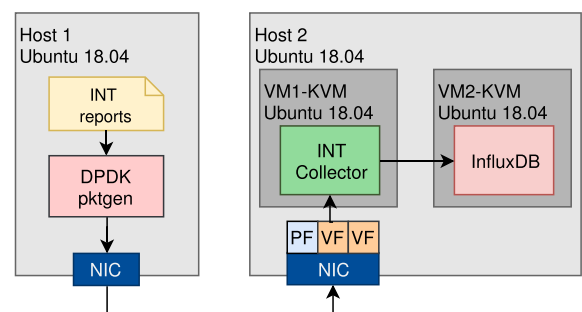 Host 1
Ubuntu 18.04
INT
reports
DPDK
pktgen
NIC
Host 2
Ubuntu 18.04
VM1-KVM
Ubuntu 18.04
INT
Collector
VM2-KVM
Ubuntu 18.04
InfluxDB
PF VF VF
NIC